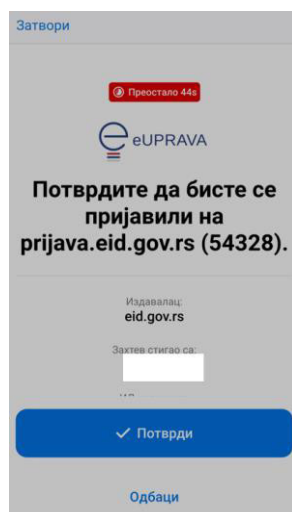 Затвори
Преостало 44s
eUPRAVA
Потврдите да бисте се
пријавили на
prijava.eid.gov.rs (54328).
Издавалац:
eid.gov.rs
Захтев стигао са:
Потврди
Одбаци